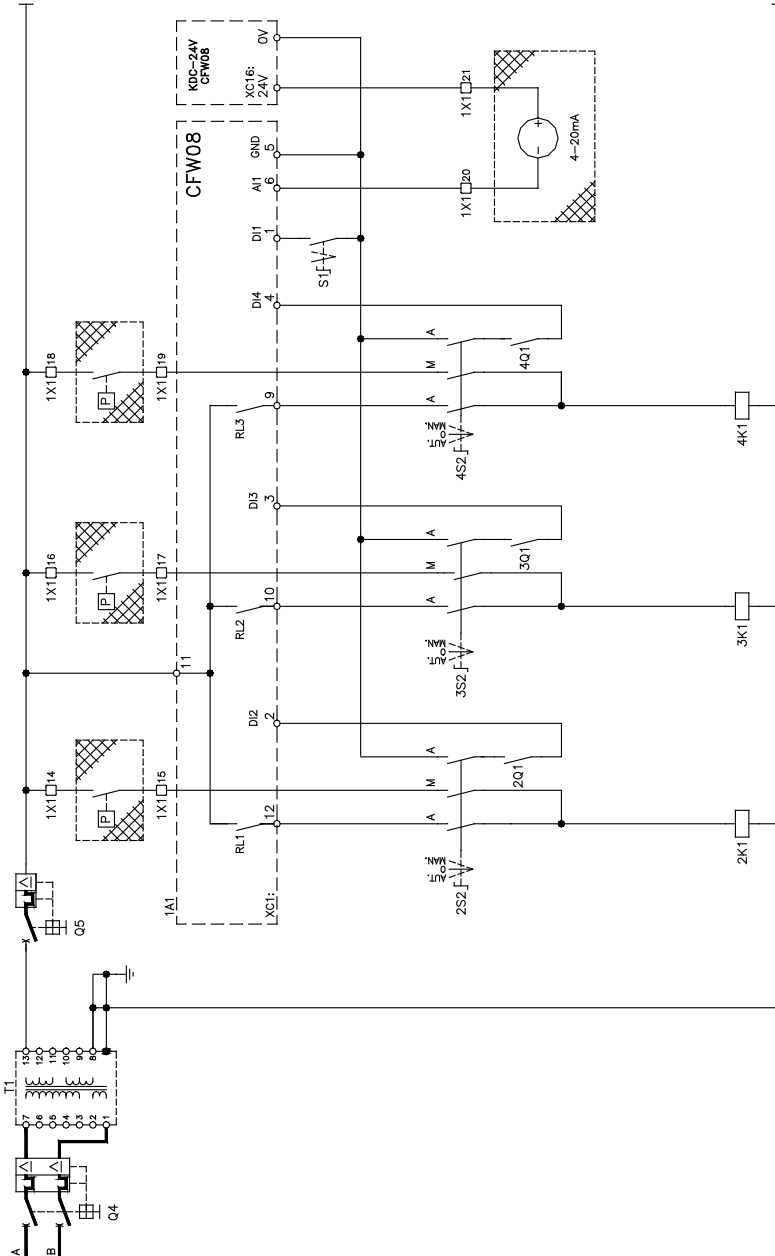 A
B
Q4
T1
7
6
5
4
3
2
1
13
12
11
10
9
8
Q5
1X1 14
P
1X1 15
1X1 16
P
1X1 17
1X1 18
P
1X1 19
1A1
XC1:
CFW08
11
RL1
12
DI2
2
RL2
10
DI3
3
RL3
9
DI4
4
DI1
1
AI1
6
GND
5
KDC-24V
CFW08
XC16:
24V
0V
S1
2S2
AUT.
0
MAN.
A
M
A
2Q1
3S2
AUT.
0
MAN.
A
M
A
3Q1
4S2
AUT.
0
MAN.
A
M
A
4Q1
1X1 20
1X1 21
- +
4-20mA
2K1
3K1
4K1